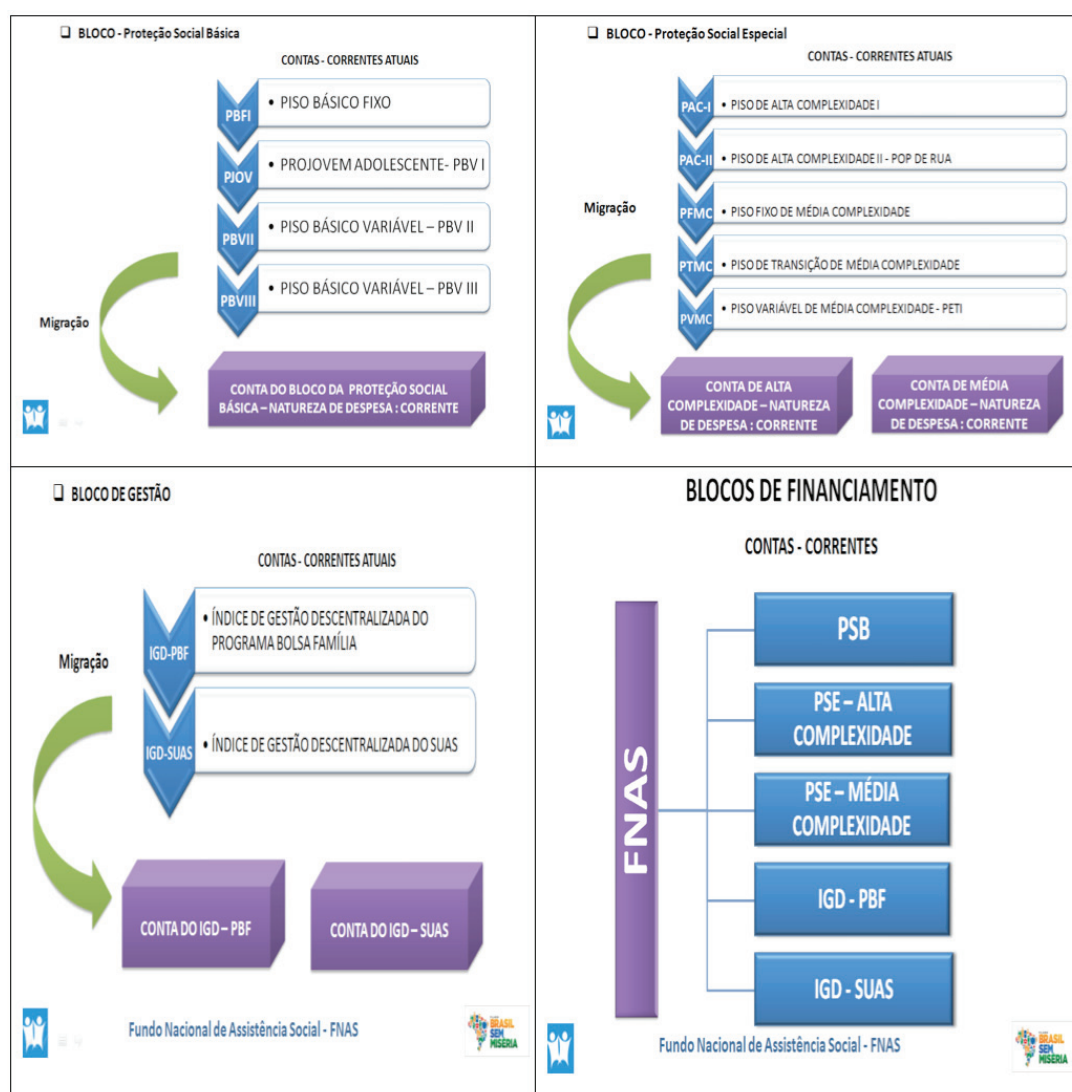 BLOCO - Proteção Social Básica
CONTAS - CORRENTES ATUAIS
PBFI
• PISO BÁSICO FIXO
PJOV
• PROJOVEM ADOLESCENTE- PBV I
PBVII
• PISO BÁSICO VARIÁVEL – PBV II
PBVIII
• PISO BÁSICO VARIÁVEL – PBV III
Migração
CONTA DO BLOCO DA PROTEÇÃO SOCIAL
BÁSICA – NATUREZA DE DESPESA : CORRENTE
BLOCO - Proteção Social Especial
CONTAS - CORRENTES ATUAIS
PAC-I
• PISO DE ALTA COMPLEXIDADE I
PAC-II
• PISO DE ALTA COMPLEXIDADE II - POP DE RUA
Migração
PFMC
• PISO FIXO DE MÉDIA COMPLEXIDADE
PTMC
• PISO DE TRANSIÇÃO DE MÉDIA COMPLEXIDADE
PVMC
• PISO VARIÁVEL DE MÉDIA COMPLEXIDADE - PETI
CONTA DE ALTA
COMPLEXIDADE – NATUREZA
DE DESPESA : CORRENTE
CONTA DE MÉDIA
COMPLEXIDADE – NATUREZA
DE DESPESA : CORRENTE
BLOCO DE GESTÃO
CONTAS - CORRENTES ATUAIS
IGD-PBF
• ÍNDICE DE GESTÃO DESCENTRALIZADA DO
PROGRAMA BOLSA FAMÍLIA
Migração
IGD-SUAS
• ÍNDICE DE GESTÃO DESCENTRALIZADA DO SUAS
CONTA DO IGD – PBF
CONTA DO IGD – SUAS
Fundo Nacional de Assistência Social - FNAS
BRASIL
SEM
MISÉRIA
BLOCOS DE FINANCIAMENTO
CONTAS - CORRENTES
FNAS
PSB
PSE – ALTA
COMPLEXIDADE
PSE – MÉDIA
COMPLEXIDADE
IGD - PBF
IGD - SUAS
Fundo Nacional de Assistência Social - FNAS
BRASIL
SEM
MISÉRIA